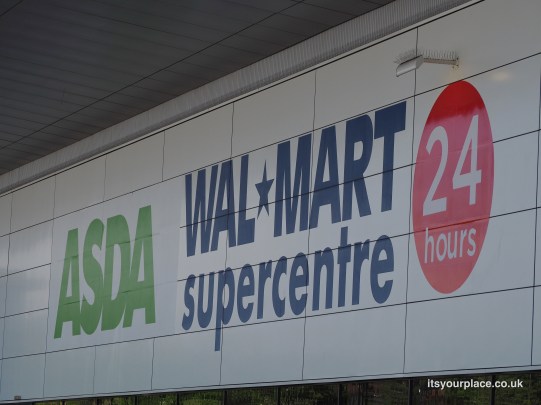 ASDA
WAL★MART
supercentre
24
hours
itsyourplace.co.uk